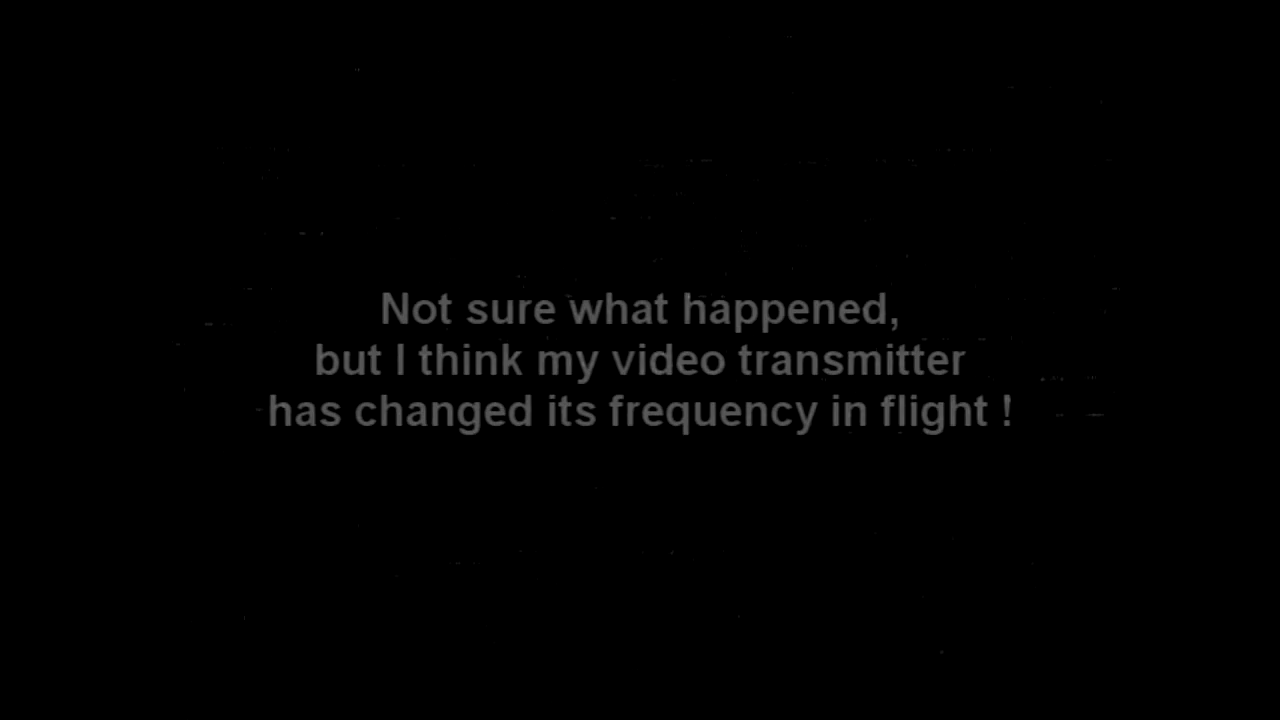 Not sure what happened,
but I think my video transmitter
has changed its frequency in flight !